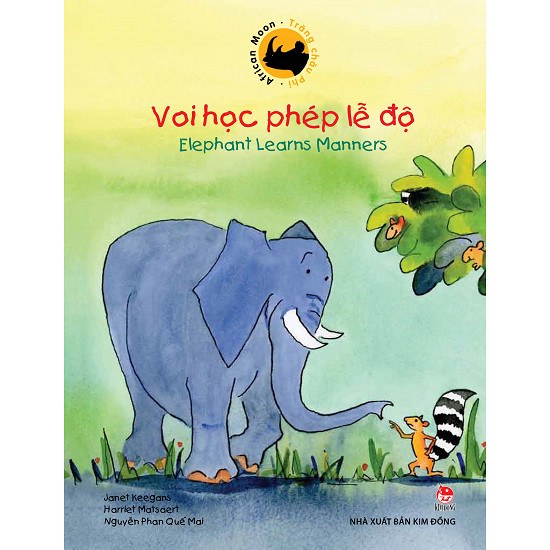 African Moon · Trăng châu Phi ·
Voi học phép lễ độ
Elephant Learns Manners
Janet Keegans
Harriet Matsaert
Nguyễn Phan Quế Mai
NHÀ XUẤT BẢN KIM ĐỒNG